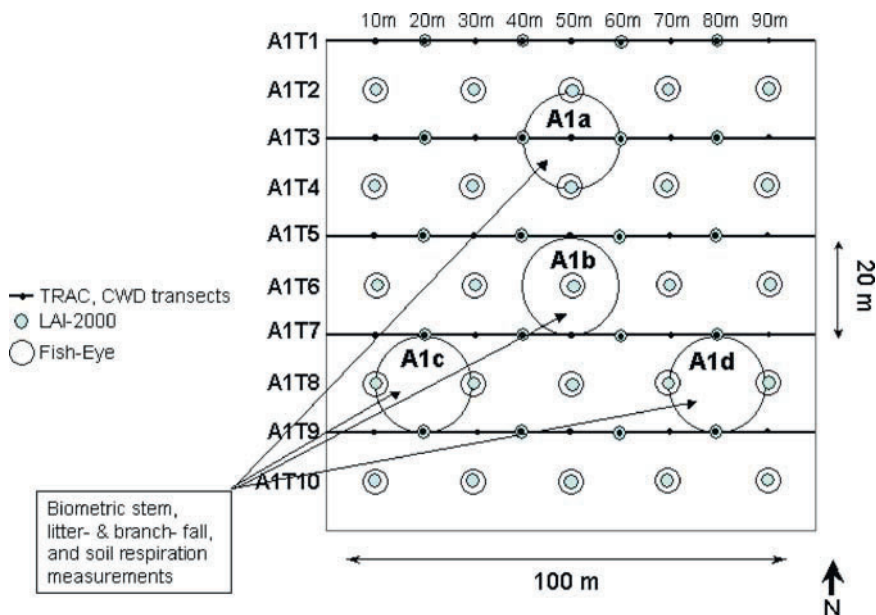 10m 20m 30m 40m 50m 60m 70m 80m 90m
A1T1
A1T2
A1a
A1T3
A1T4
A1T5
A1b
A1T6
20 m
TRAC, CWD transects
LAI-2000
Fish-Eye
A1T7
A1c
A1d
A1T8
A1T9
A1T10
Biometric stem,
litter- & branch- fall,
and soil respiration
measurements
100 m
N